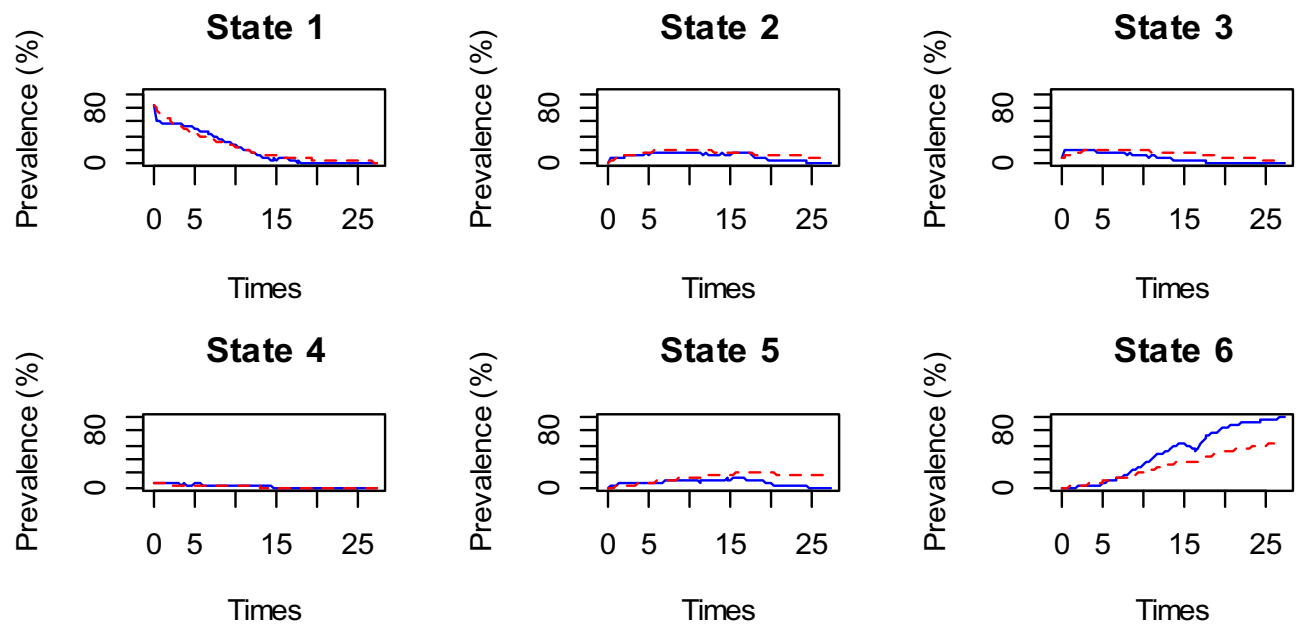 State 1
State 2
State 3
Prevalence (%)
80
0
0 5 15 25
Times
Prevalence (%)
80
0
0 5 15 25
Times
Prevalence (%)
80
0
0 5 15 25
Times
State 4
State 5
State 6
Prevalence (%)
80
0
0 5 15 25
Times
Prevalence (%)
80
0
0 5 15 25
Times
Prevalence (%)
80
0
0 5 15 25
Times